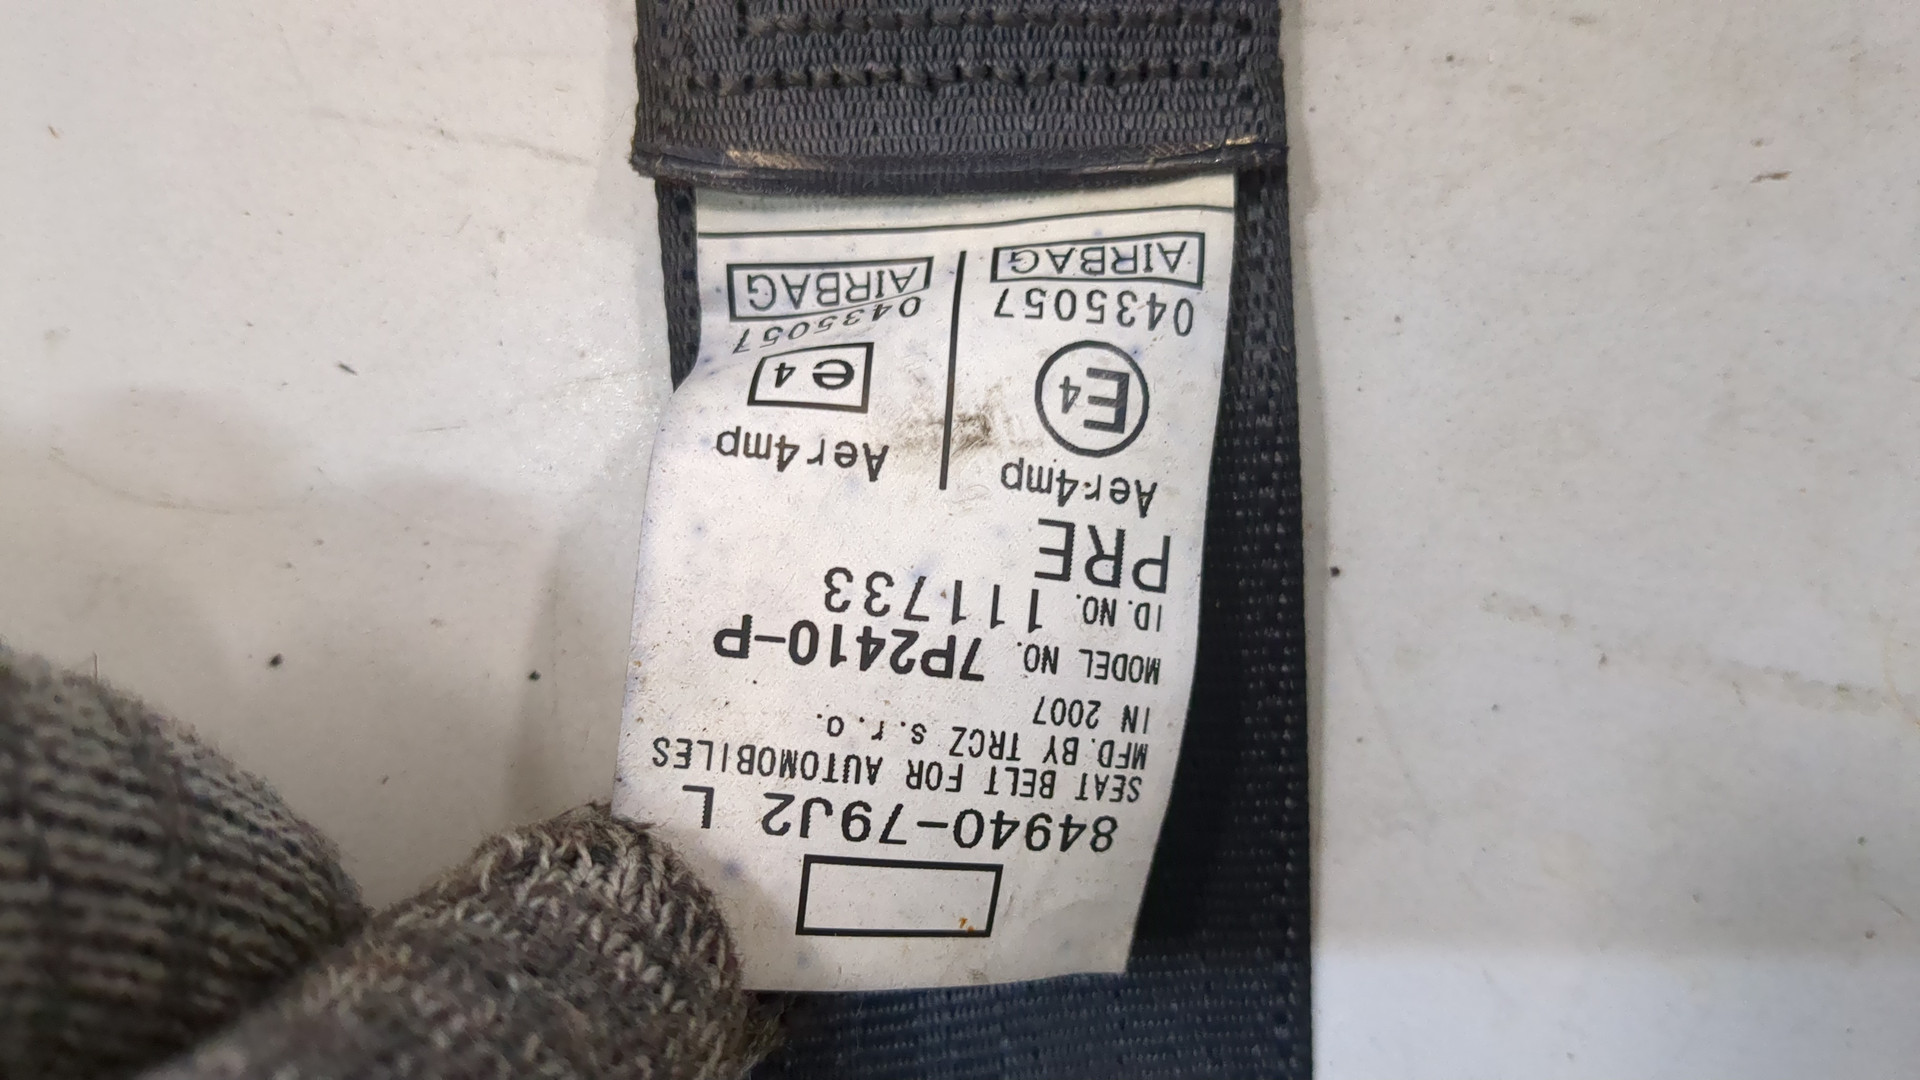 84940-79J2 L
SEAT BELT FOR AUTOMOBILES
MFD. BY TRCZ s.r.o.
IN 2007
MODEL NO. 7P2410-P
ID. NO. 111733
PRE
Aer4mp
E4
0435057
AIRBAG
Aer4mp
e4
0435057
AIRBAG